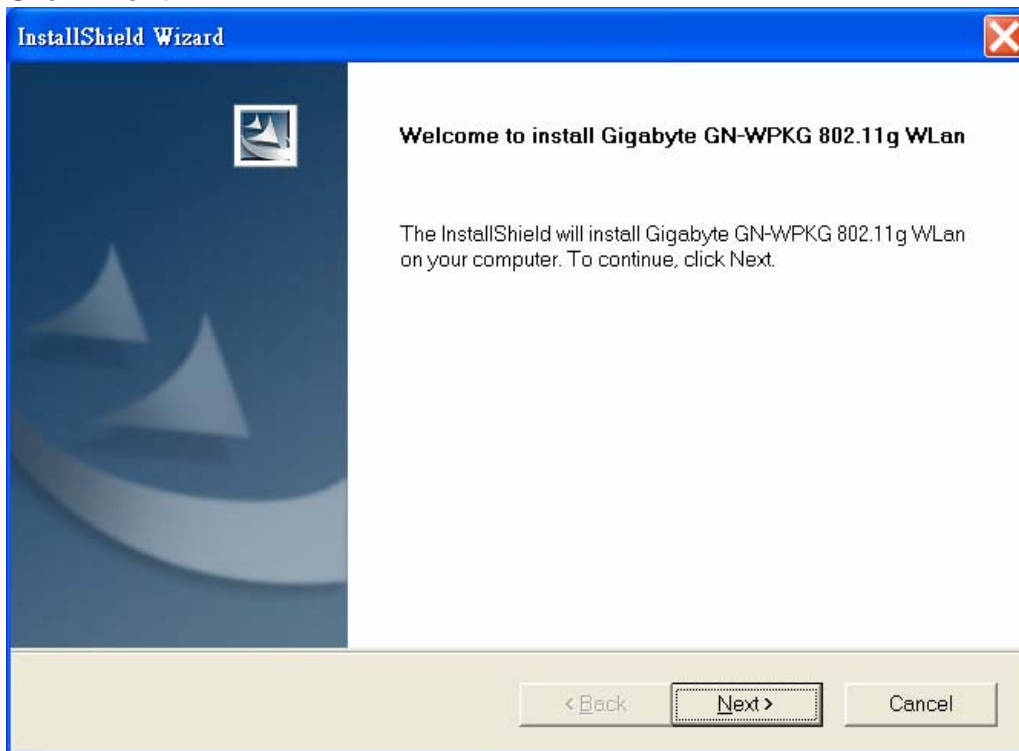 InstallShield Wizard
Welcome to install Gigabyte GN-WPKG 802.11g WLan
The InstallShield will install Gigabyte GN-WPKG 802.11g WLan
on your computer. To continue, click Next.
< Back
Next >
Cancel